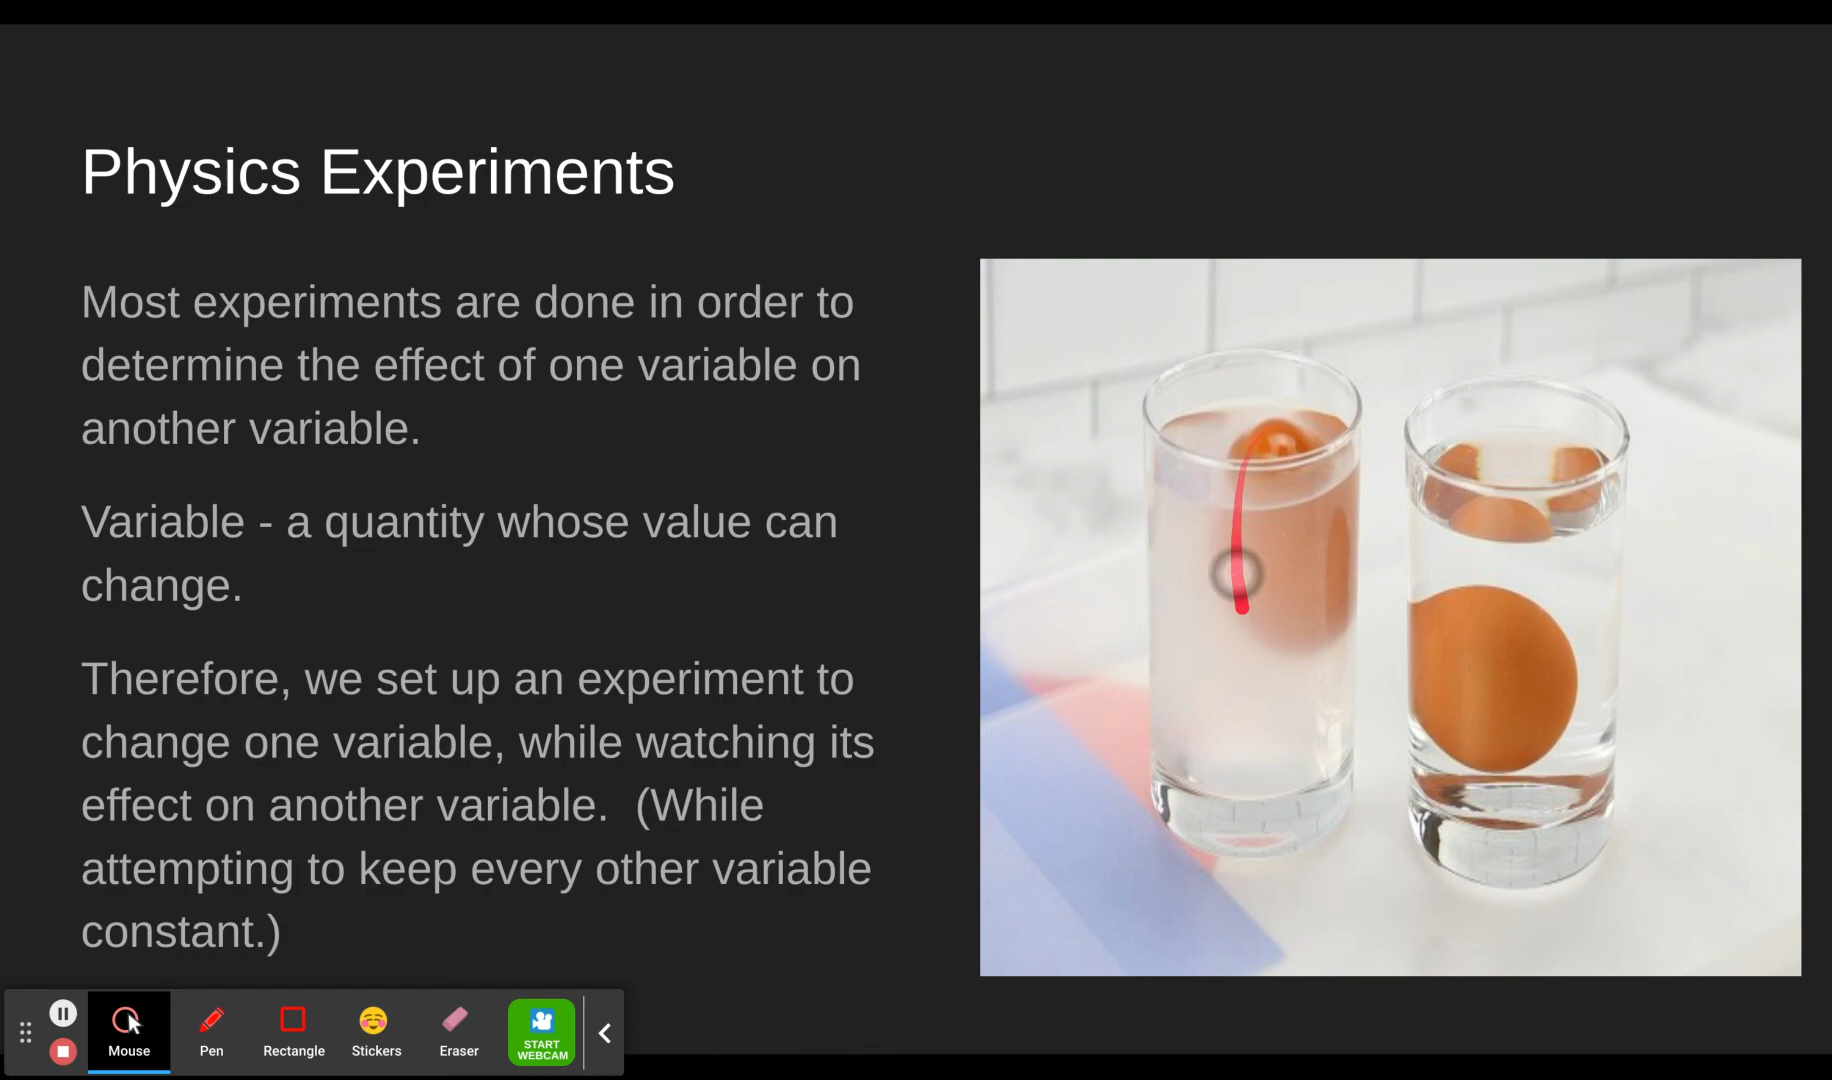 Physics Experiments
Most experiments are done in order to
determine the effect of one variable on
another variable.
Variable - a quantity whose value can
change.
Therefore, we set up an experiment to
change one variable, while watching its
effect on another variable.  (While
attempting to keep every other variable
constant.)
Mouse
Pen
Rectangle
Stickers
Eraser
START
WEBCAM